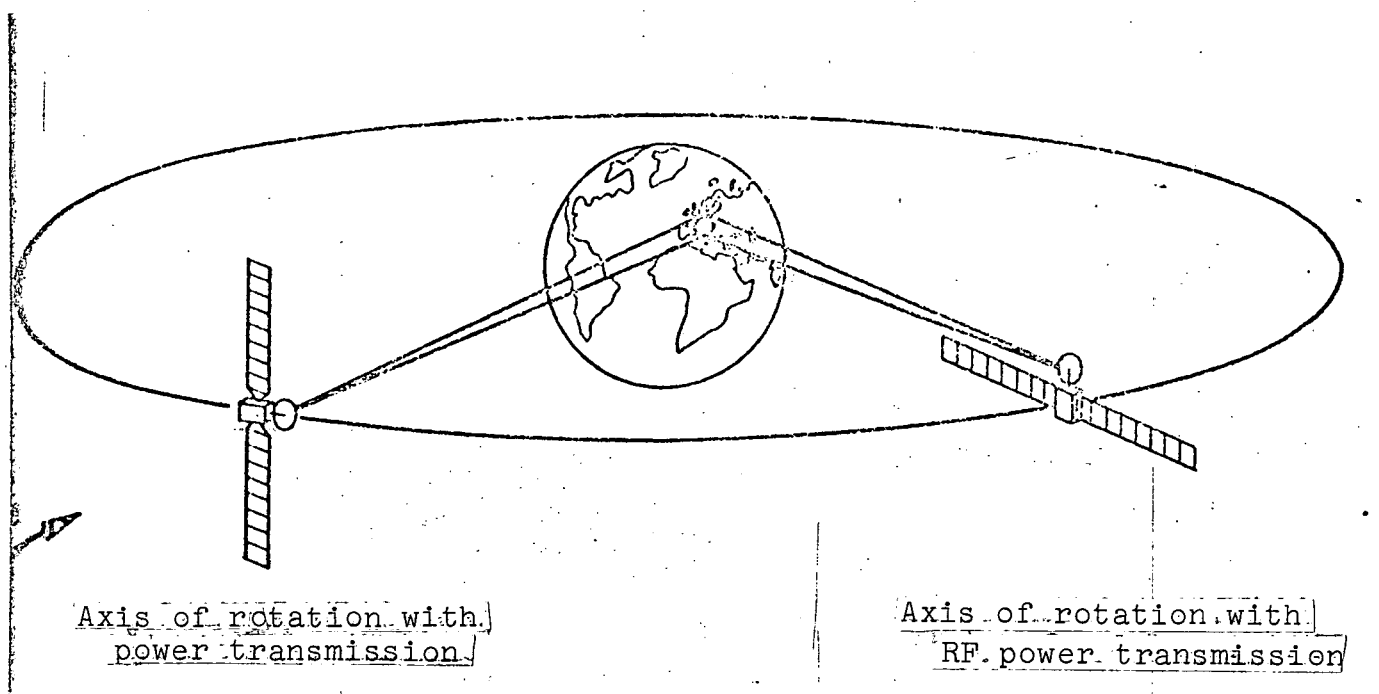 Axis of rotation with
power transmission
Axis of rotation with
RF power transmission